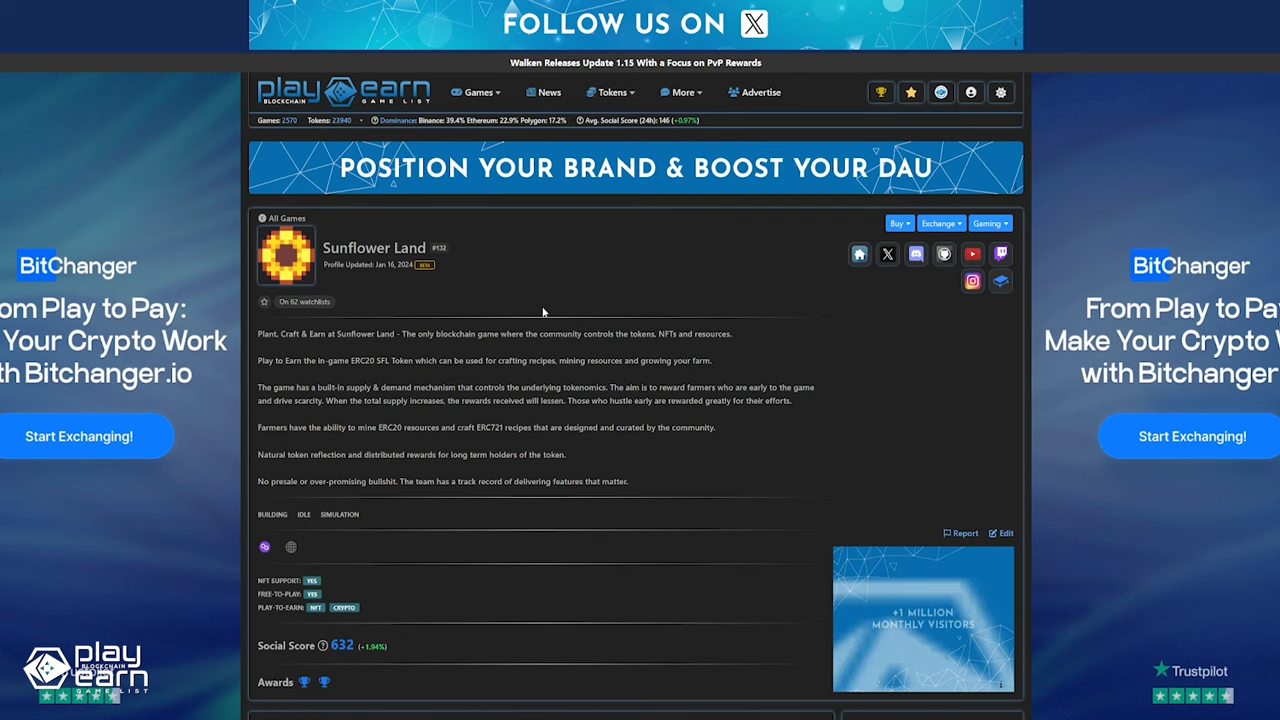 FOLLOW US ON X
Walken Releases Update 1.15 With a Focus on PvP Rewards
play earn
BLOCKCHAIN GAME LIST
Games
News
Tokens
More
Advertise
Games: 2570 Tokens: 23940 • Dominance: Binance: 39.4% Ethereum: 22.9% Polygon: 17.2% Avg. Social Score (24h): 146 (+0.97%)
POSITION YOUR BRAND & BOOST YOUR DAU
All Games
Buy
Exchange
Gaming
Sunflower Land #132
Profile Updated: Jan 16, 2024 BETA
On 62 watchlists
Plant, Craft & Earn at Sunflower Land - The only blockchain game where the community controls the tokens, NFTs and resources.
Play to Earn the in-game ERC20 SFL Token which can be used for crafting recipes, mining resources and growing your farm.
The game has a built-in supply & demand mechanism that controls the underlying tokenomics. The aim is to reward farmers who are early to the game
and drive scarcity. When the total supply increases, the rewards received will lessen. Those who hustle early are rewarded greatly for their efforts.
Farmers have the ability to mine ERC20 resources and craft ERC721 recipes that are designed and curated by the community.
Natural token reflection and distributed rewards for long term holders of the token.
No presale or over-promising bullshit. The team has a track record of delivering features that matter.
BUILDING IDLE SIMULATION
Report
Edit
NFT SUPPORT: YES
FREE-TO-PLAY: YES
PLAY-TO-EARN: NFT CRYPTO
Social Score 632 (+1.94%)
Awards
+1 MILLION
MONTHLY VISITORS
BitChanger
om Play to Pay:
Your Crypto Work
th Bitchanger.io
Start Exchanging!
BitChanger
From Play to Pa
Make Your Crypto
with Bitchanger
Start Exchanging!
Trustpilot
play
BLOCKCHAIN
earn
GAME LIST